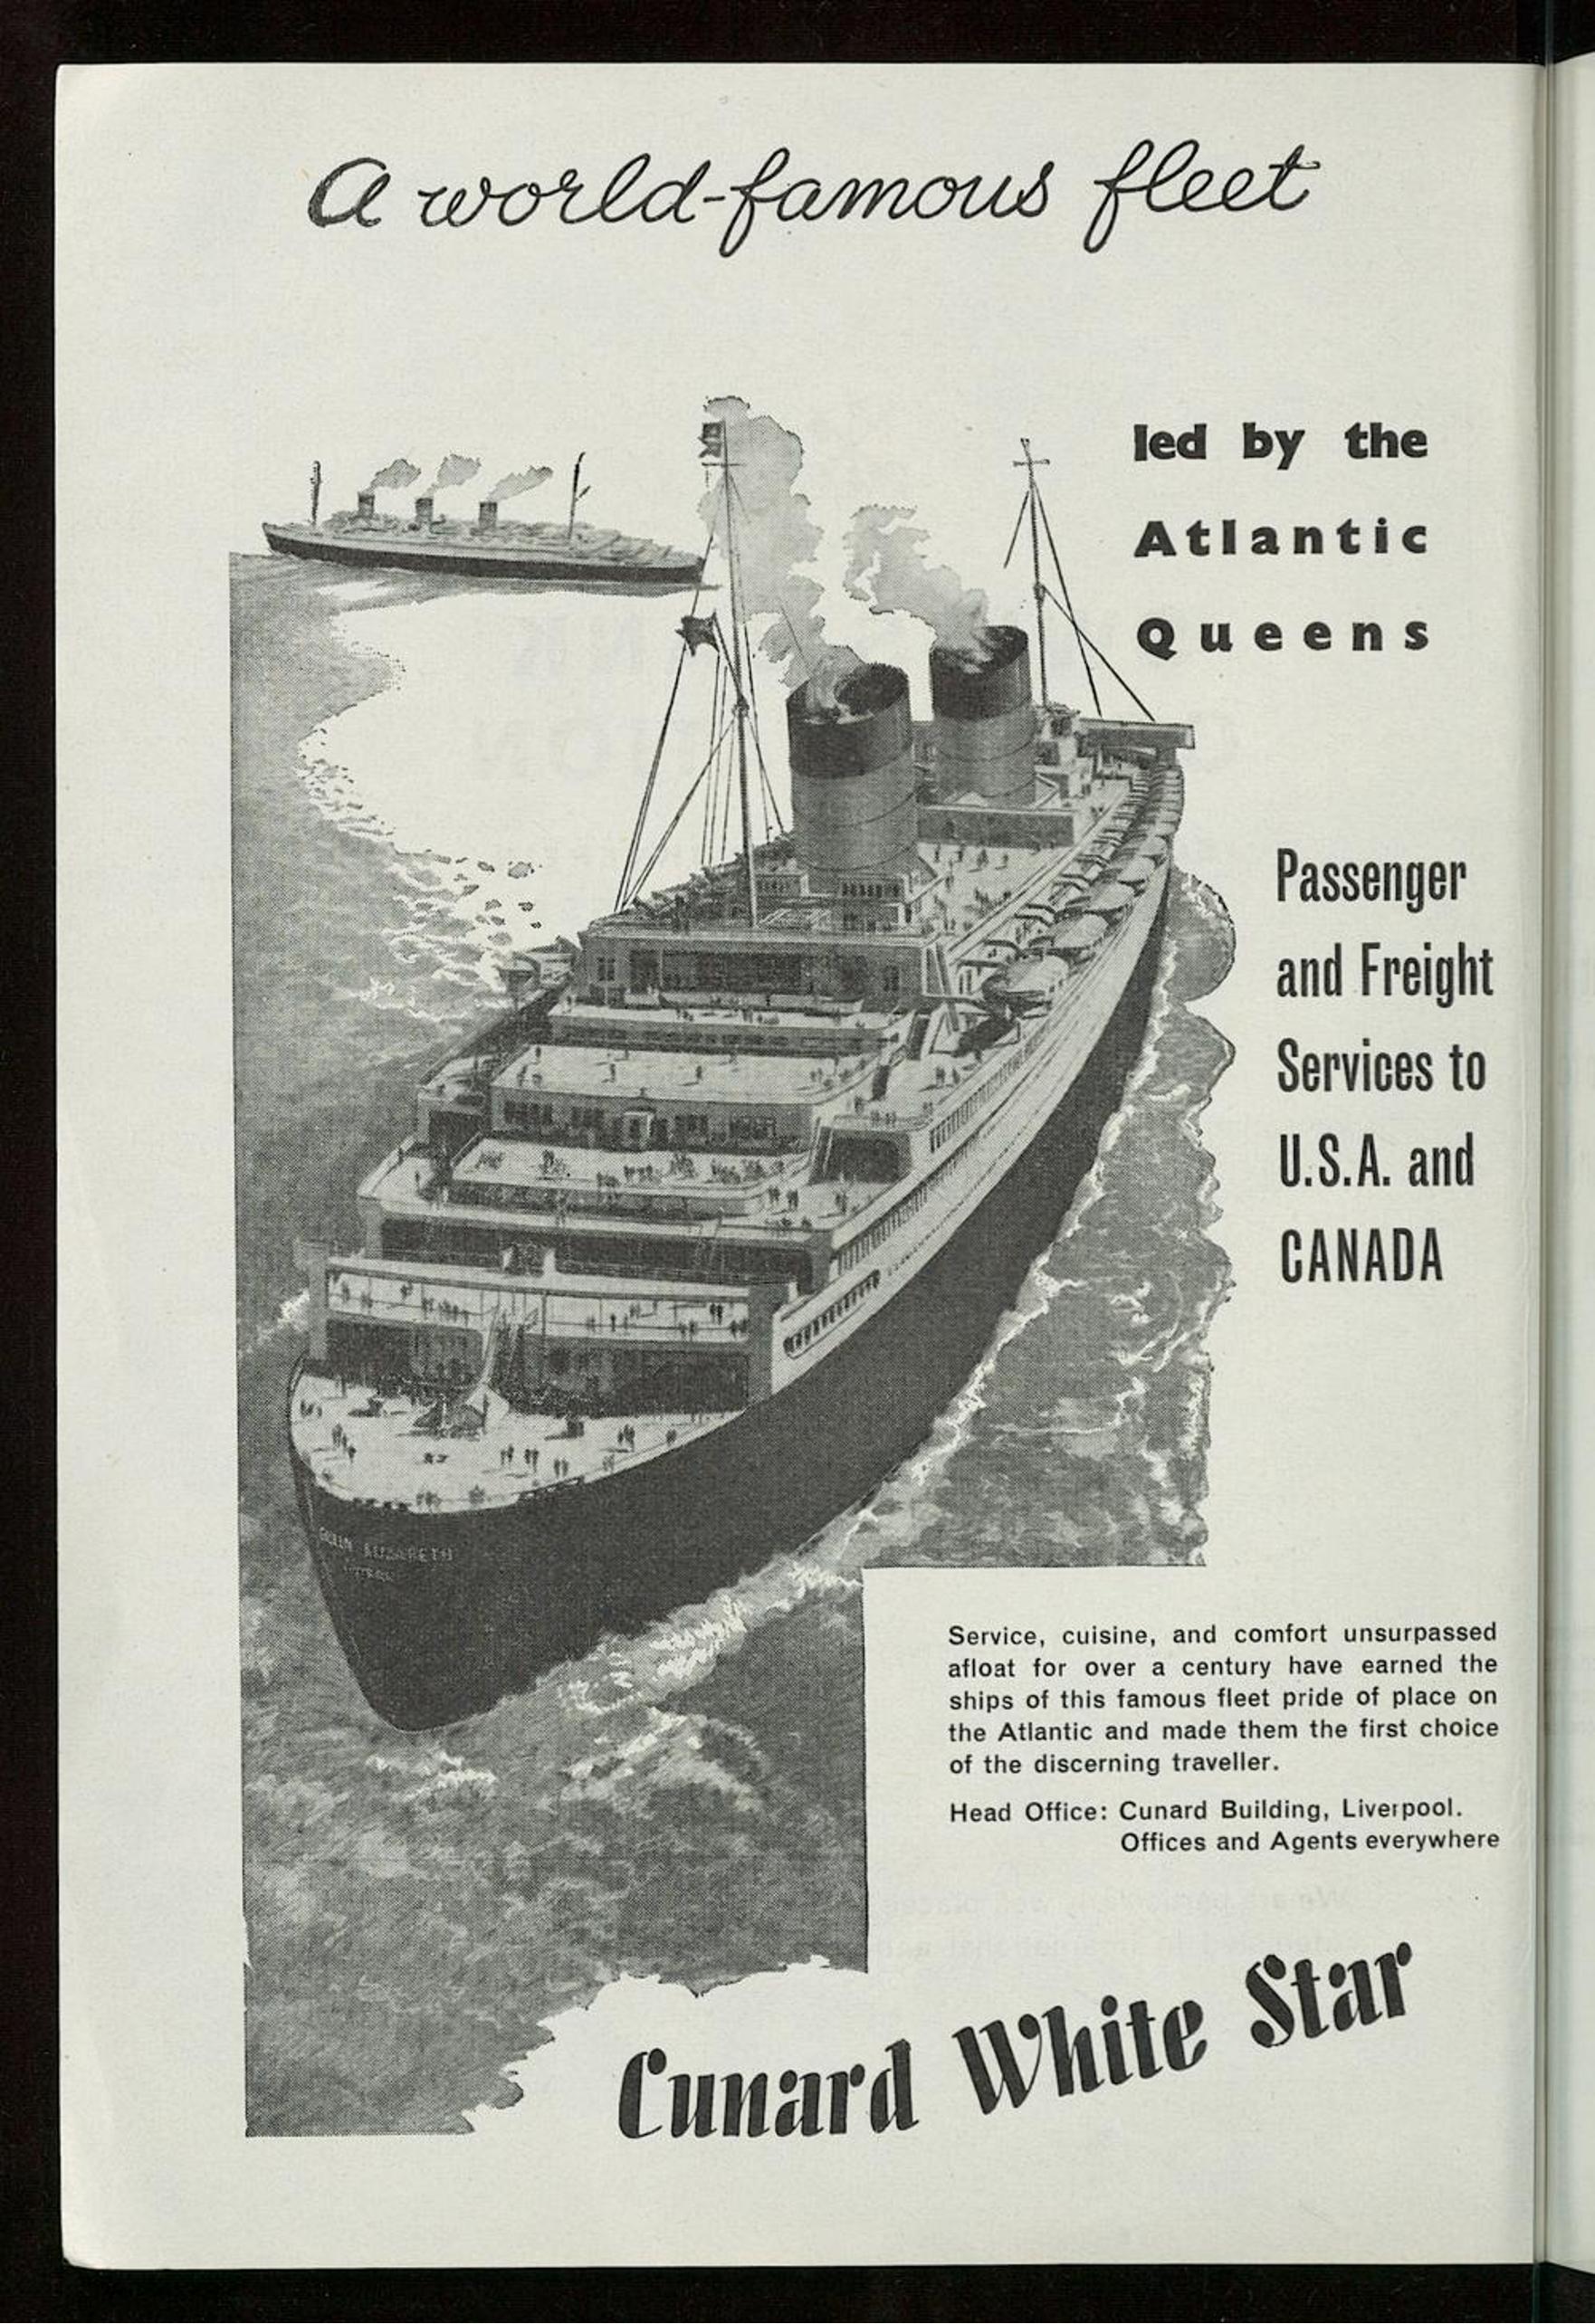 A world-famous fleet
led by the
Atlantic
Queens
Passenger
and Freight
Services to
U.S.A. and
CANADA
QUEEN ELIZABETH
Service, cuisine, and comfort unsurpassed
afloat for over a century have earned the
ships of this famous fleet pride of place on
the Atlantic and made them the first choice
of the discerning traveller.
Head Office: Cunard Building, Liverpool.
Offices and Agents everywhere
Cunard White Star